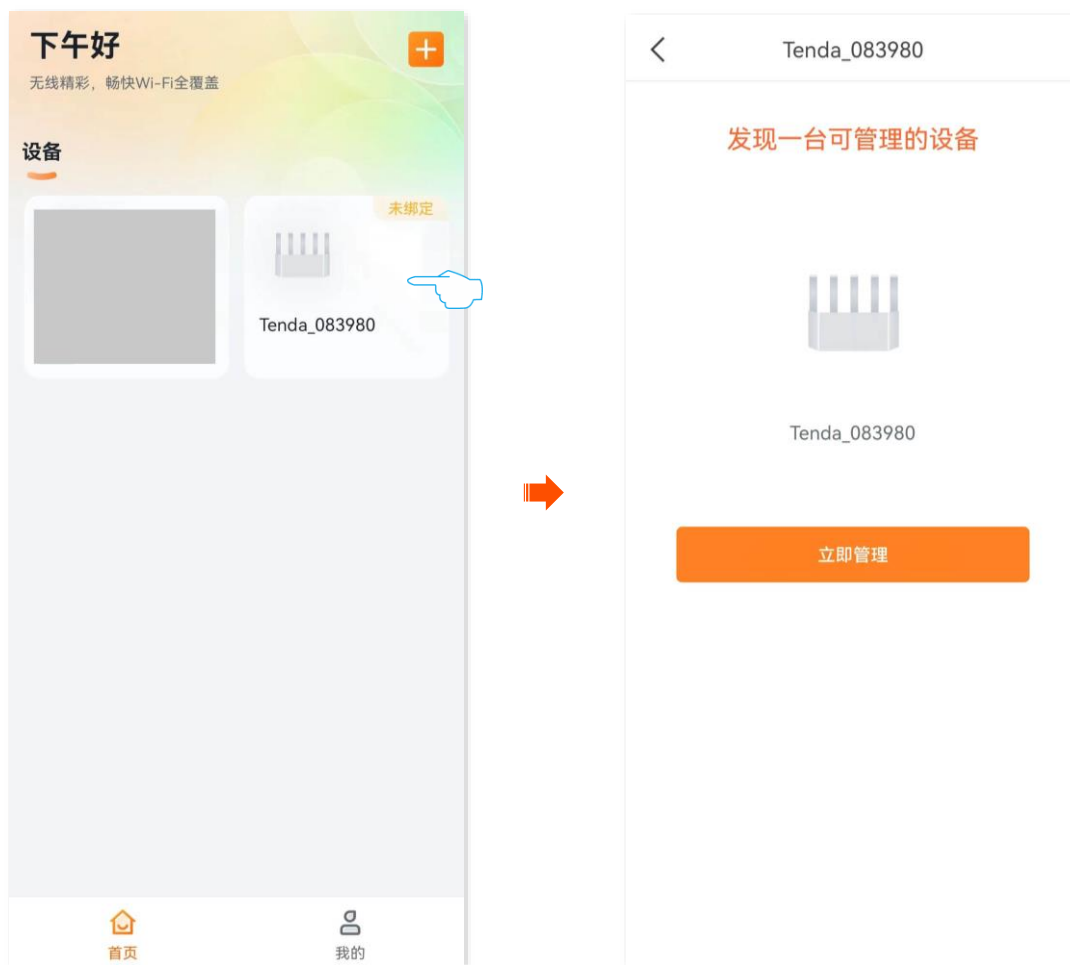 下午好
无线精彩，畅快Wi-Fi全覆盖
设备
未绑定
Tenda_083980
首页
我的
Tenda_083980
发现一台可管理的设备
Tenda_083980
立即管理